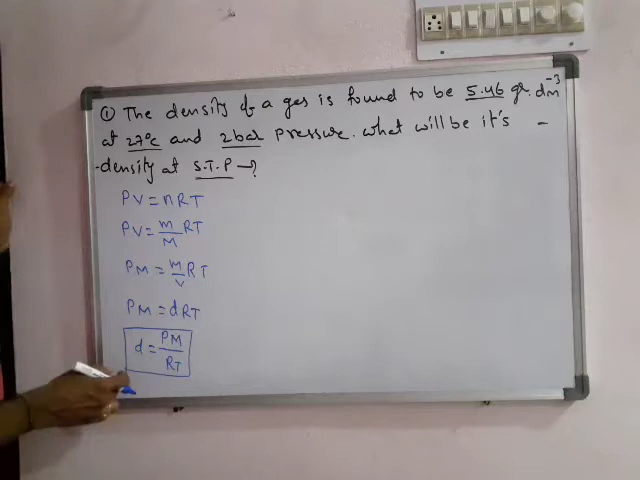 ① The density of a gas is found to be 5.46 gr. dm⁻³
at 27°c and 2bar pressure. what will be it's -
-density at S.T.P →?
PV = nRT
PV = m/M RT
PM = m/V RT
PM = dRT
d = PM/RT